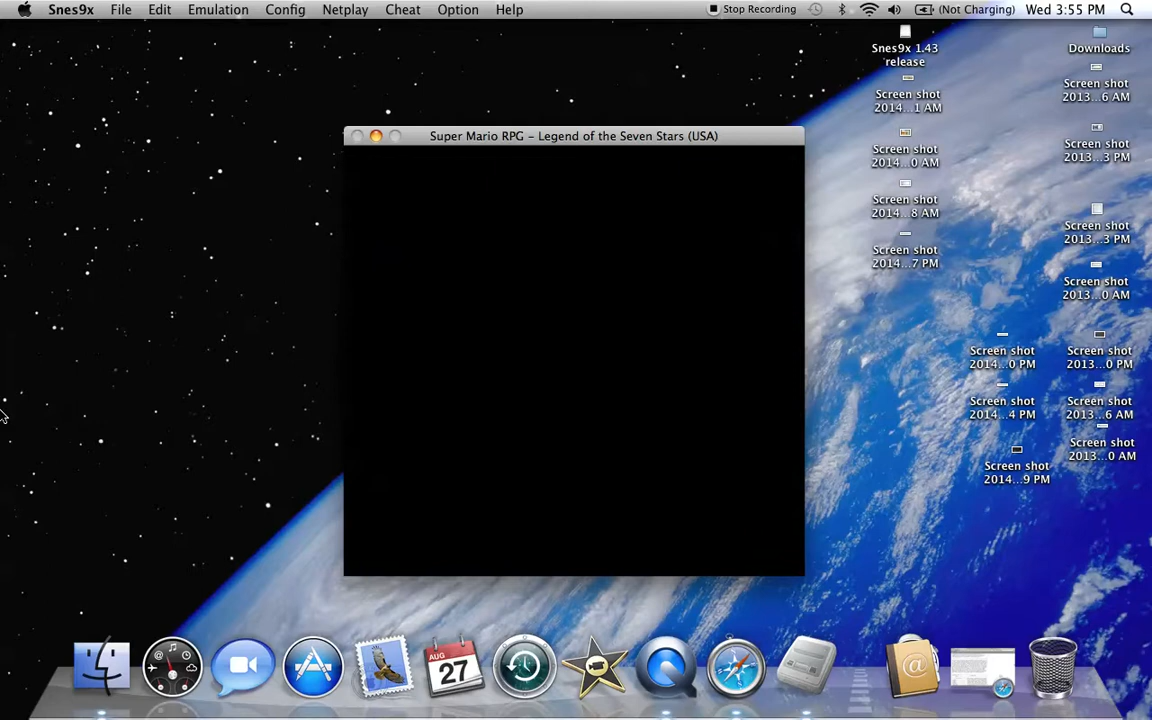 Snes9x File Edit Emulation Config Netplay Cheat Option Help Stop Recording (Not Charging) Wed 3:55 PM
Super Mario RPG - Legend of the Seven Stars (USA)
Snes9x 1.43
release
Screen shot
2014...1 AM
Screen shot
2014...0 AM
Screen shot
2014...8 AM
Screen shot
2014...7 PM
Downloads
Screen shot
2013...6 AM
Screen shot
2013...3 PM
Screen shot
2013...3 PM
Screen shot
2013...0 AM
Screen shot
2014...0 PM
Screen shot
2013...0 PM
Screen shot
2014...4 PM
Screen shot
2013...6 AM
Screen shot
2013...0 AM
Screen shot
2014...9 PM
AUG
27